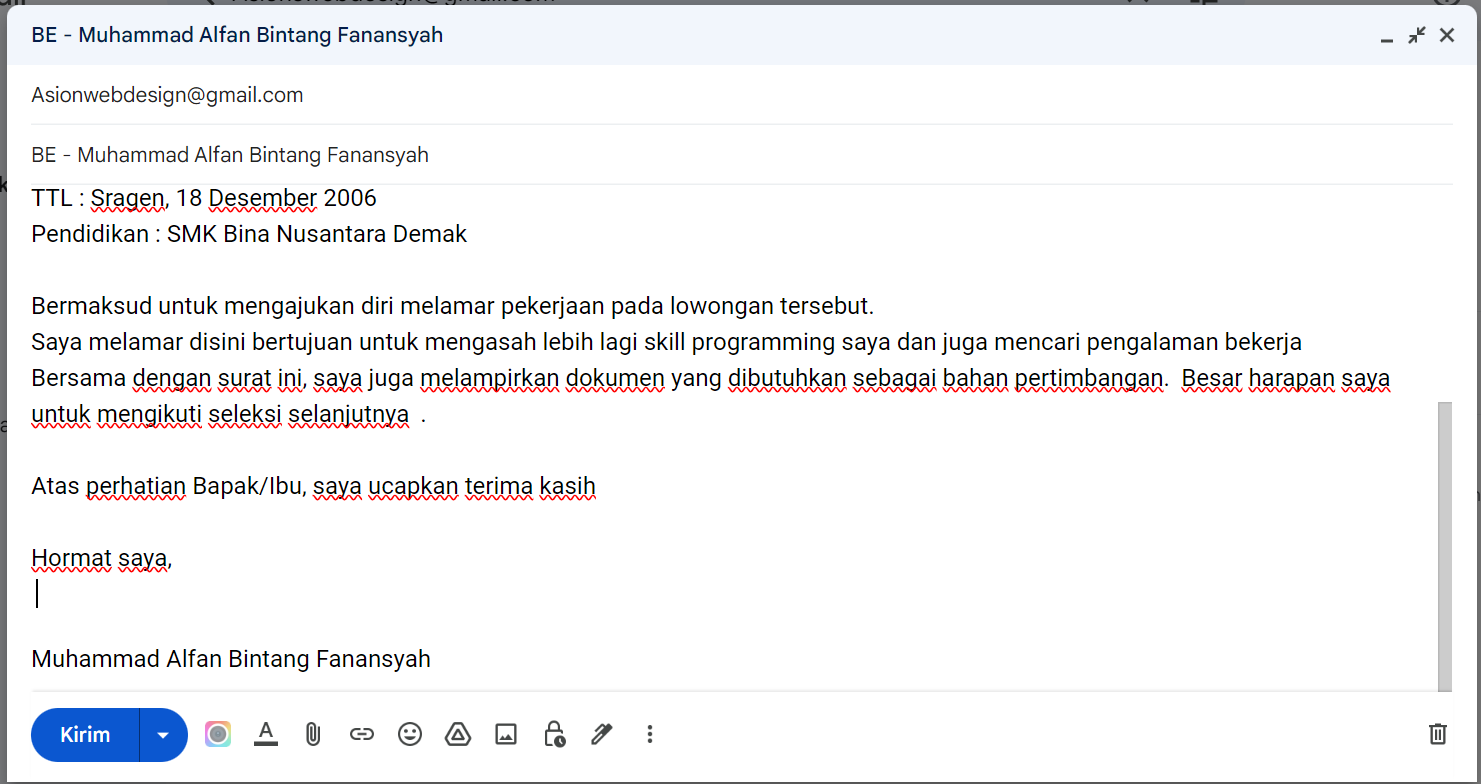 BE - Muhammad Alfan Bintang Fanansyah
Asionwebdesign@gmail.com
BE - Muhammad Alfan Bintang Fanansyah
TTL : Sragen, 18 Desember 2006
Pendidikan : SMK Bina Nusantara Demak
Bermaksud untuk mengajukan diri melamar pekerjaan pada lowongan tersebut.
Saya melamar disini bertujuan untuk mengasah lebih lagi skill programming saya dan juga mencari pengalaman bekerja
Bersama dengan surat ini, saya juga melampirkan dokumen yang dibutuhkan sebagai bahan pertimbangan.  Besar harapan saya
untuk mengikuti seleksi selanjutnya  .
Atas perhatian Bapak/Ibu, saya ucapkan terima kasih
Hormat saya,
Muhammad Alfan Bintang Fanansyah
Kirim